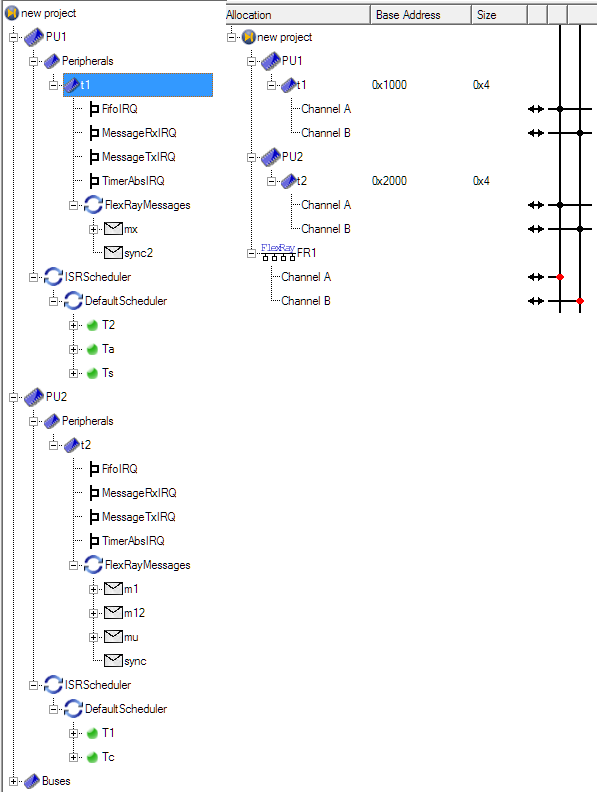 new project
PU1
Peripherals
t1
FifoIRQ
MessageRxIRQ
MessageTxIRQ
TimerAbsIRQ
FlexRayMessages
mx
sync2
ISRScheduler
DefaultScheduler
T2
Ta
Ts
PU2
Peripherals
t2
FifoIRQ
MessageRxIRQ
MessageTxIRQ
TimerAbsIRQ
FlexRayMessages
m1
m12
mu
sync
ISRScheduler
DefaultScheduler
T1
Tc
Buses
Allocation Base Address Size
new project
PU1
t1 0x1000 0x4
Channel A
Channel B
PU2
t2 0x2000 0x4
Channel A
Channel B
FlexRay FR1
Channel A
Channel B